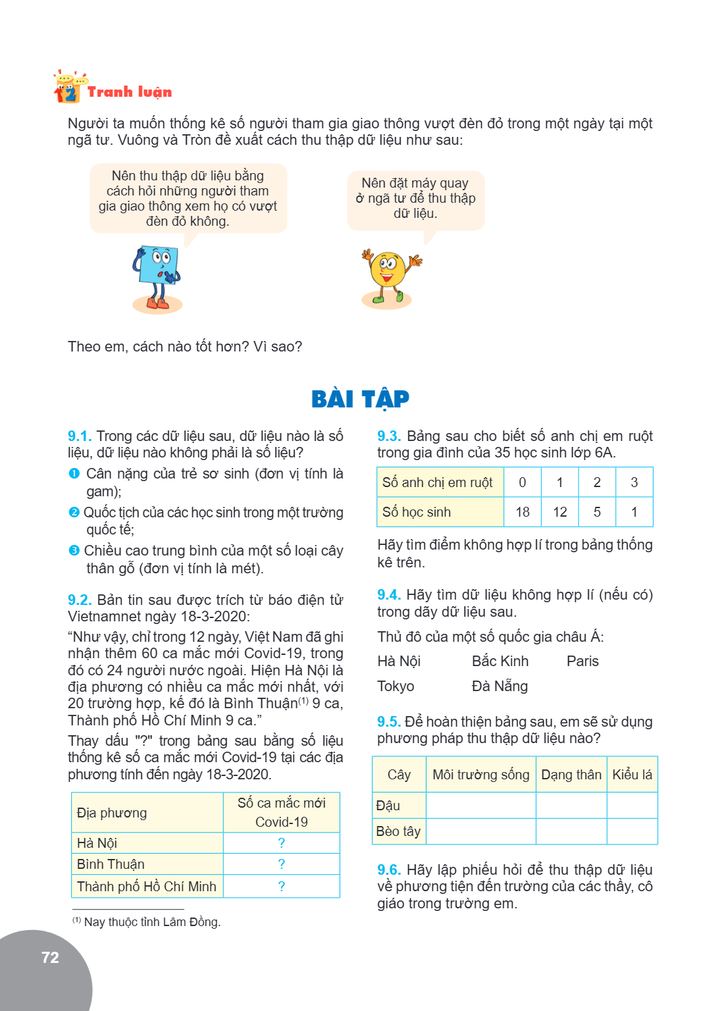 Tranh luận
Người ta muốn thống kê số người tham gia giao thông vượt đèn đỏ trong một ngày tại một
ngã tư. Vuông và Tròn đề xuất cách thu thập dữ liệu như sau:
Nên thu thập dữ liệu bằng
cách hỏi những người tham
gia giao thông xem họ có vượt
đèn đỏ không.
Nên đặt máy quay
ở ngã tư để thu thập
dữ liệu.
Theo em, cách nào tốt hơn? Vì sao?
BÀI TẬP
9.1. Trong các dữ liệu sau, dữ liệu nào là số
liệu, dữ liệu nào không phải là số liệu?
❶ Cân nặng của trẻ sơ sinh (đơn vị tính là
gam);
❷ Quốc tịch của các học sinh trong một trường
quốc tế;
❸ Chiều cao trung bình của một số loại cây
thân gỗ (đơn vị tính là mét).
9.2. Bản tin sau được trích từ báo điện tử
Vietnamnet ngày 18-3-2020:
“Như vậy, chỉ trong 12 ngày, Việt Nam đã ghi
nhận thêm 60 ca mắc mới Covid-19, trong
đó có 24 người nước ngoài. Hiện Hà Nội là
địa phương có nhiều ca mắc mới nhất, với
20 trường hợp, kế đó là Bình Thuận(1) 9 ca,
Thành phố Hồ Chí Minh 9 ca.”
Thay dấu "?" trong bảng sau bằng số liệu
thống kê số ca mắc mới Covid-19 tại các địa
phương tính đến ngày 18-3-2020.
Địa phương Số ca mắc mới
Covid-19
Hà Nội ?
Bình Thuận ?
Thành phố Hồ Chí Minh ?
(1) Nay thuộc tỉnh Lâm Đồng.
9.3. Bảng sau cho biết số anh chị em ruột
trong gia đình của 35 học sinh lớp 6A.
Số anh chị em ruột 0 1 2 3
Số học sinh 18 12 5 1
Hãy tìm điểm không hợp lí trong bảng thống
kê trên.
9.4. Hãy tìm dữ liệu không hợp lí (nếu có)
trong dãy dữ liệu sau.
Thủ đô của một số quốc gia châu Á:
Hà Nội Bắc Kinh Paris
Tokyo Đà Nẵng
9.5. Để hoàn thiện bảng sau, em sẽ sử dụng
phương pháp thu thập dữ liệu nào?
Cây Môi trường sống Dạng thân Kiểu lá
Đậu
Bèo tây
9.6. Hãy lập phiếu hỏi để thu thập dữ liệu
về phương tiện đến trường của các thầy, cô
giáo trong trường em.
72